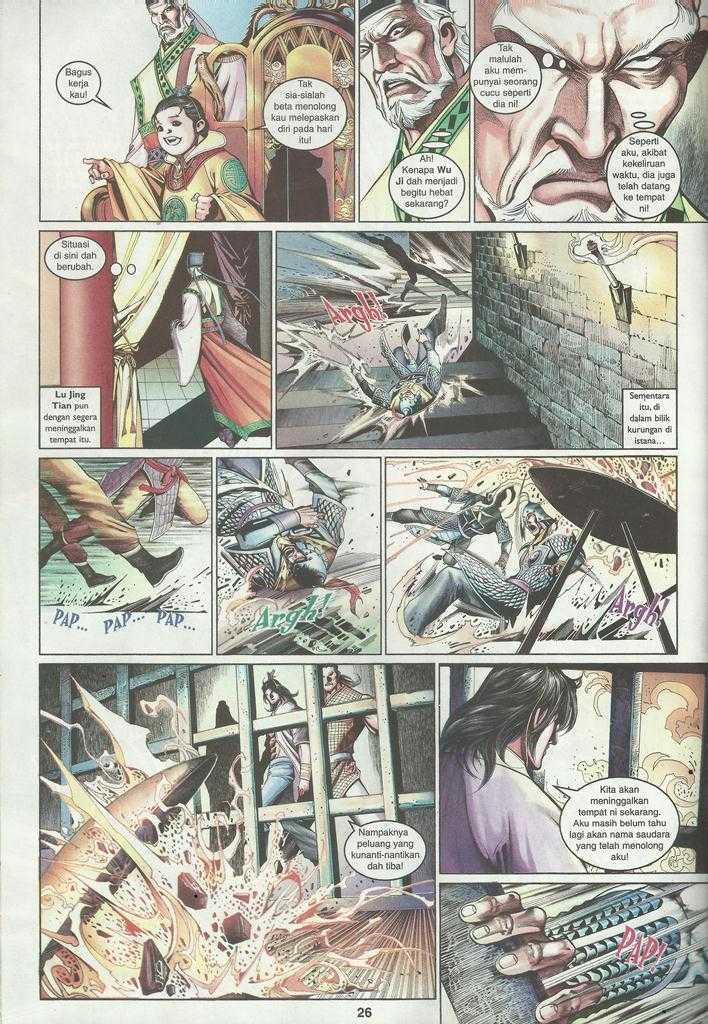 Bagus
kerja
kau!
Tak
sia-sialah
beta menolong
kau melepaskan
diri pada hari
itu!
Ah!
Kenapa Wu
Ji dah menjadi
begitu hebat
sekarang?
Tak
malulah
aku mem-
punyai seorang
cucu seperti
dia ni!
Seperti
aku, akibat
kekeliruan
waktu, dia juga
telah datang
ke tempat
ni!
Situasi
di sini dah
berubah.
Lu Jing
Tian pun
dengan segera
meninggalkan
tempat itu.
Argh!
Sementara
itu, di
dalam bilik
kurungan di
istana...
PAP... PAP... PAP...
Argh!
Argh!
Nampaknya
peluang yang
kunanti-nantikan
dah tiba!
Kita akan
meninggalkan
tempat ni sekarang.
Aku masih belum tahu
lagi akan nama saudara
yang telah menolong
aku!
PAP!
26